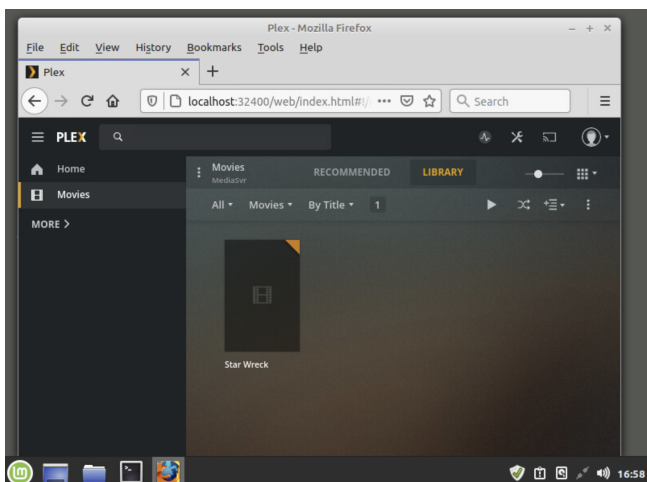 Plex - Mozilla Firefox
File Edit View History Bookmarks Tools Help
Plex
localhost:32400/web/index.html#!/ Search
PLEX
Home
Movies
MORE >
Movies
MediaSvr
RECOMMENDED LIBRARY
All Movies By Title 1
Star Wreck
16:58